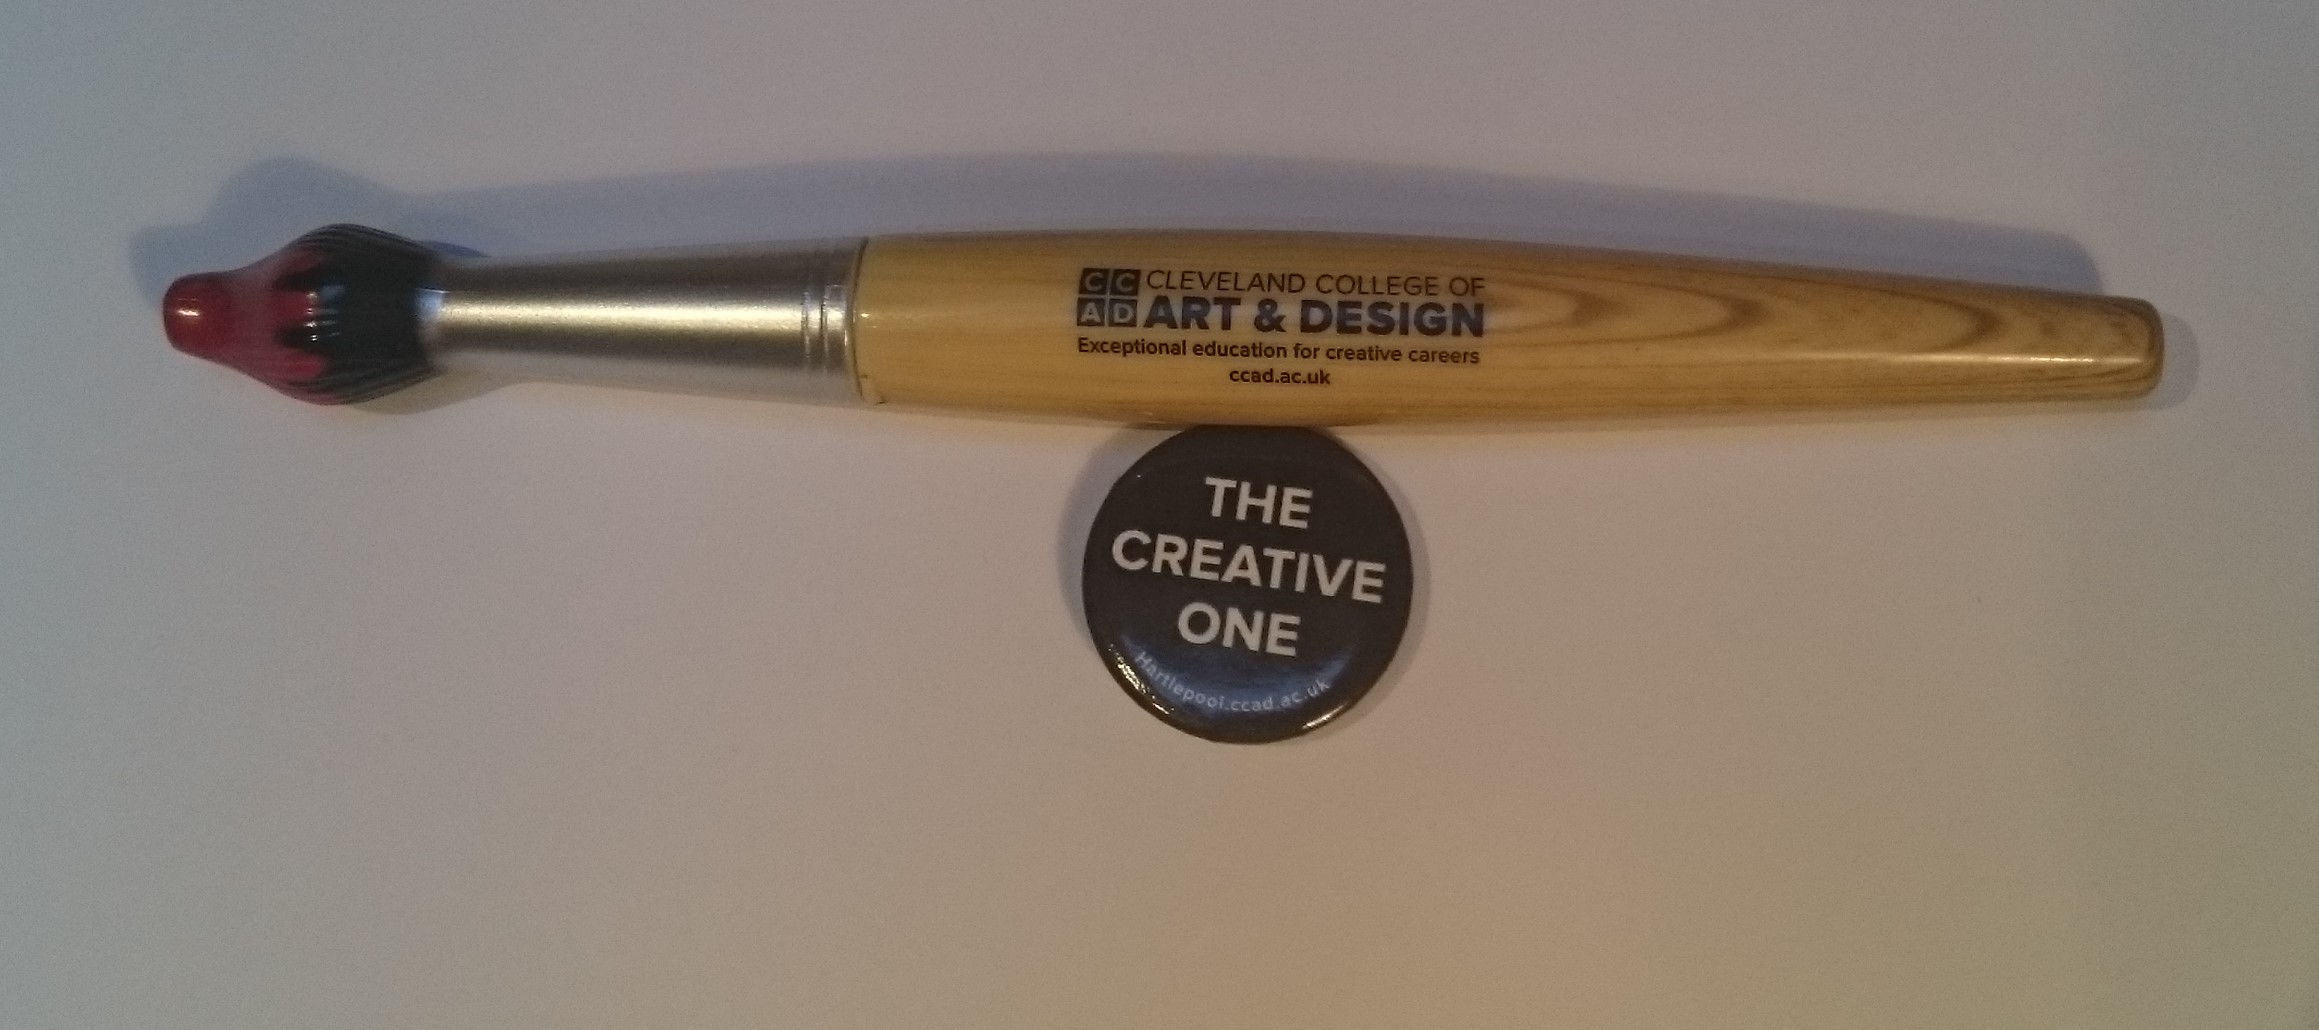 CC CLEVELAND COLLEGE OF
AD ART & DESIGN
Exceptional education for creative careers
ccad.ac.uk
THE
CREATIVE
ONE
Hartlepool.ccad.ac.uk